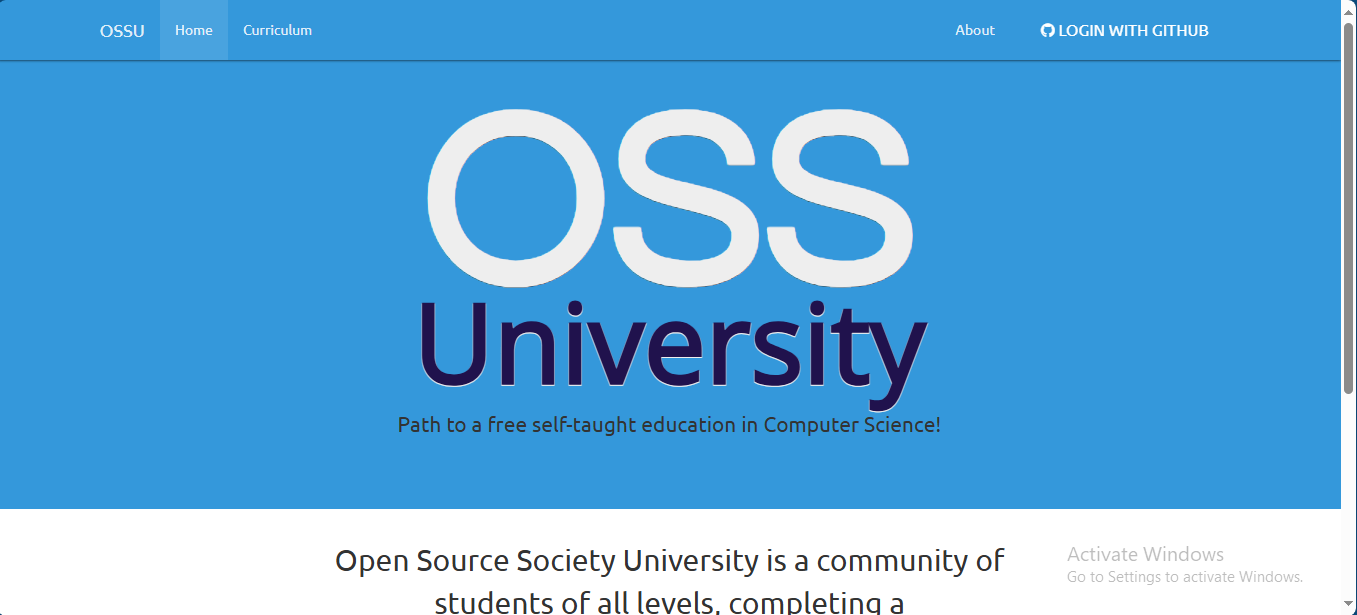 OSSU Home Curriculum About LOGIN WITH GITHUB
OSS
University
Path to a free self-taught education in Computer Science!
Open Source Society University is a community of
students of all levels, completing a
Activate Windows
Go to Settings to activate Windows.